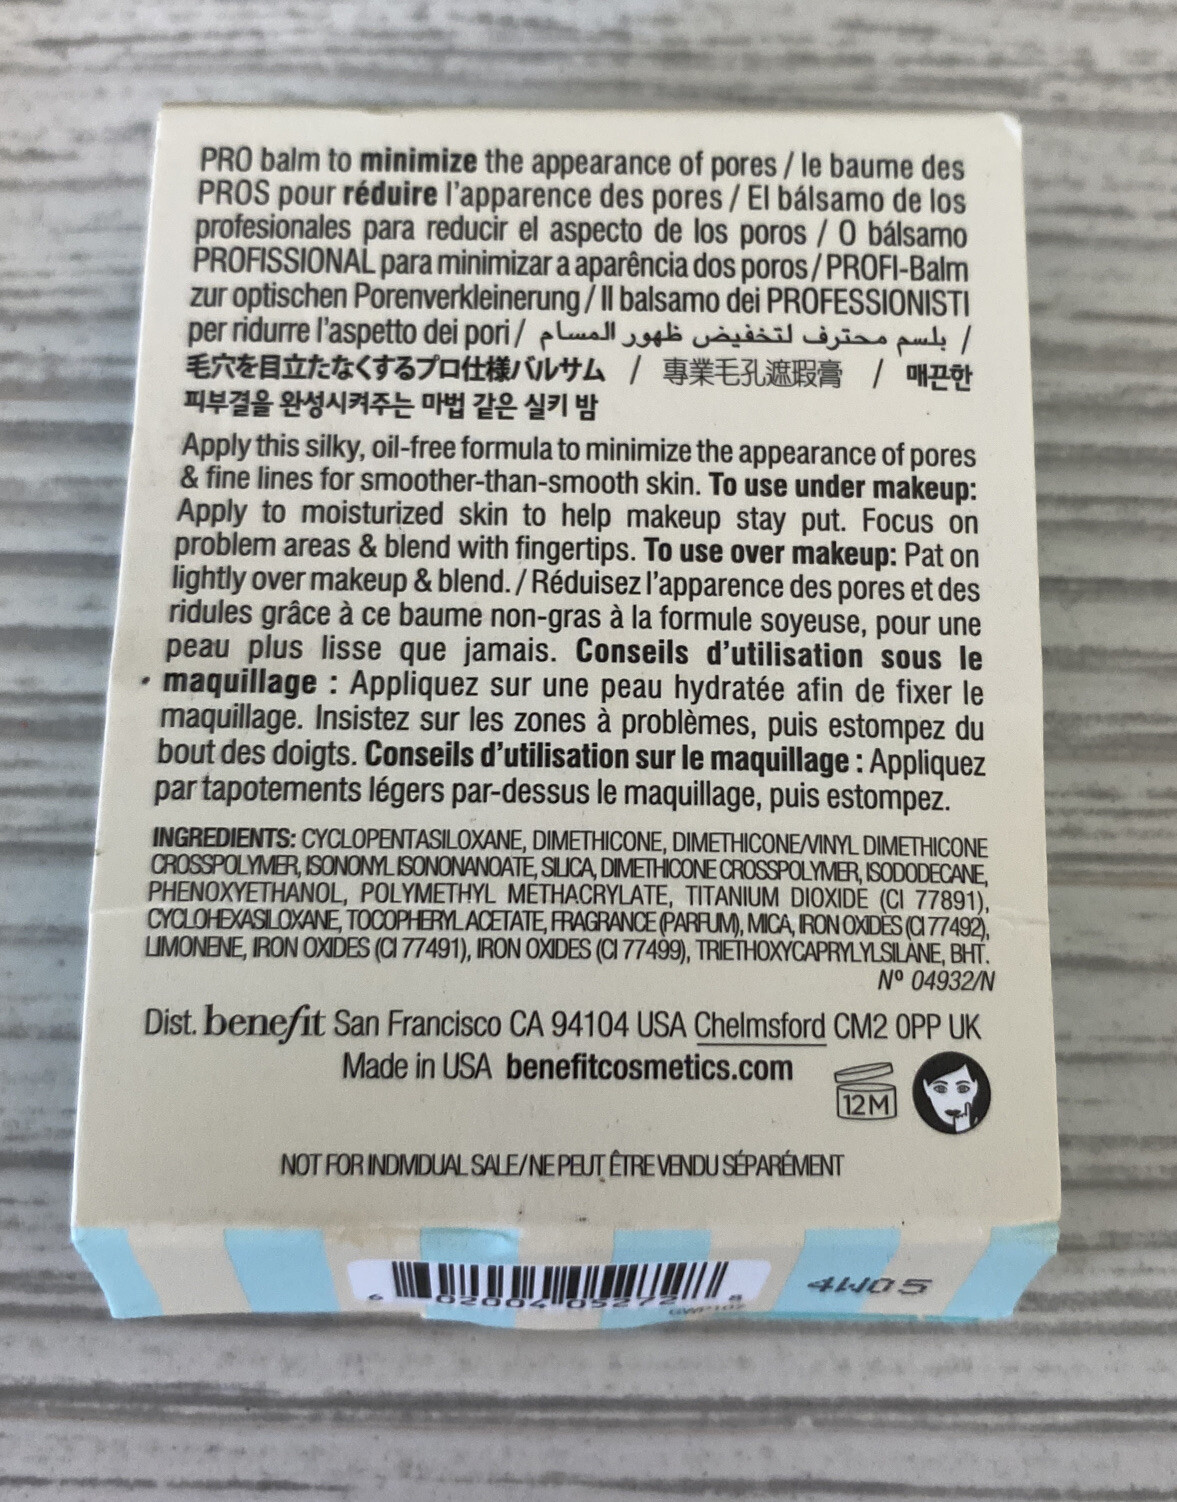 PRO balm to minimize the appearance of pores / le baume des
PROS pour réduire l'apparence des pores / El bálsamo de los
profesionales para reducir el aspecto de los poros / O bálsamo
PROFISSIONAL para minimizar a aparência dos poros / PROFI-Balm
zur optischen Porenverkleinerung / Il balsamo dei PROFESSIONISTI
per ridurre l'aspetto dei pori / بلسم محترف لتخفيض ظهور المسام /
毛穴を目立たなくするプロ仕様バルサム / 專業毛孔遮瑕膏 / 매끈한
피부결을 완성시켜주는 마법 같은 실키 밤
Apply this silky, oil-free formula to minimize the appearance of pores
& fine lines for smoother-than-smooth skin. To use under makeup:
Apply to moisturized skin to help makeup stay put. Focus on
problem areas & blend with fingertips. To use over makeup: Pat on
lightly over makeup & blend. / Réduisez l'apparence des pores et des
ridules grâce à ce baume non-gras à la formule soyeuse, pour une
peau plus lisse que jamais. Conseils d'utilisation sous le
maquillage : Appliquez sur une peau hydratée afin de fixer le
maquillage. Insistez sur les zones à problèmes, puis estompez du
bout des doigts. Conseils d'utilisation sur le maquillage : Appliquez
par tapotements légers par-dessus le maquillage, puis estompez.
INGREDIENTS: CYCLOPENTASILOXANE, DIMETHICONE, DIMETHICONE/VINYL DIMETHICONE
CROSSPOLYMER, ISONONYL ISONONANOATE, SILICA, DIMETHICONE CROSSPOLYMER, ISODODECANE,
PHENOXYETHANOL, POLYMETHYL METHACRYLATE, TITANIUM DIOXIDE (CI 77891),
CYCLOHEXASILOXANE, TOCOPHERYL ACETATE, FRAGRANCE (PARFUM), MICA, IRON OXIDES (CI 77492),
LIMONENE, IRON OXIDES (CI 77491), IRON OXIDES (CI 77499), TRIETHOXYCAPRYLYLSILANE, BHT.
Nº 04932/N
Dist. benefit San Francisco CA 94104 USA Chelmsford CM2 0PP UK
Made in USA benefitcosmetics.com
12M
NOT FOR INDIVIDUAL SALE/NE PEUT ÊTRE VENDU SÉPARÉMENT
4W05
6 02004 05272 8